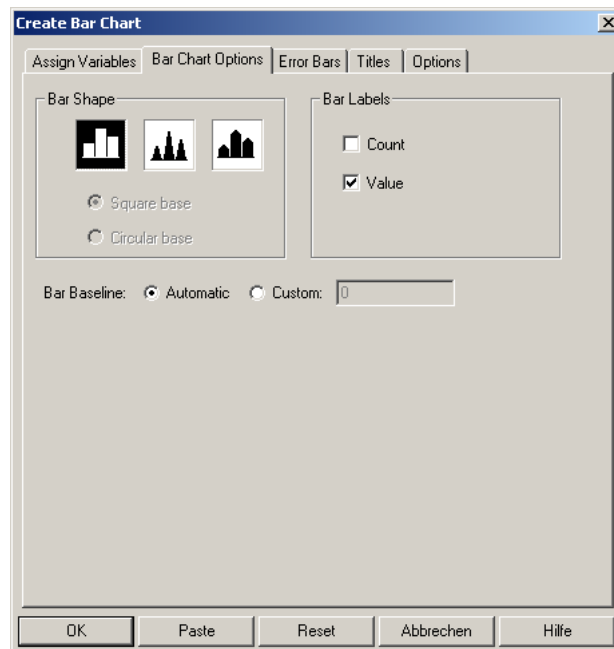 Create Bar Chart
Assign Variables Bar Chart Options Error Bars Titles Options
Bar Shape
Bar Labels
Count
Value
Square base
Circular base
Bar Baseline: Automatic Custom: 0
OK Paste Reset Abbrechen Hilfe